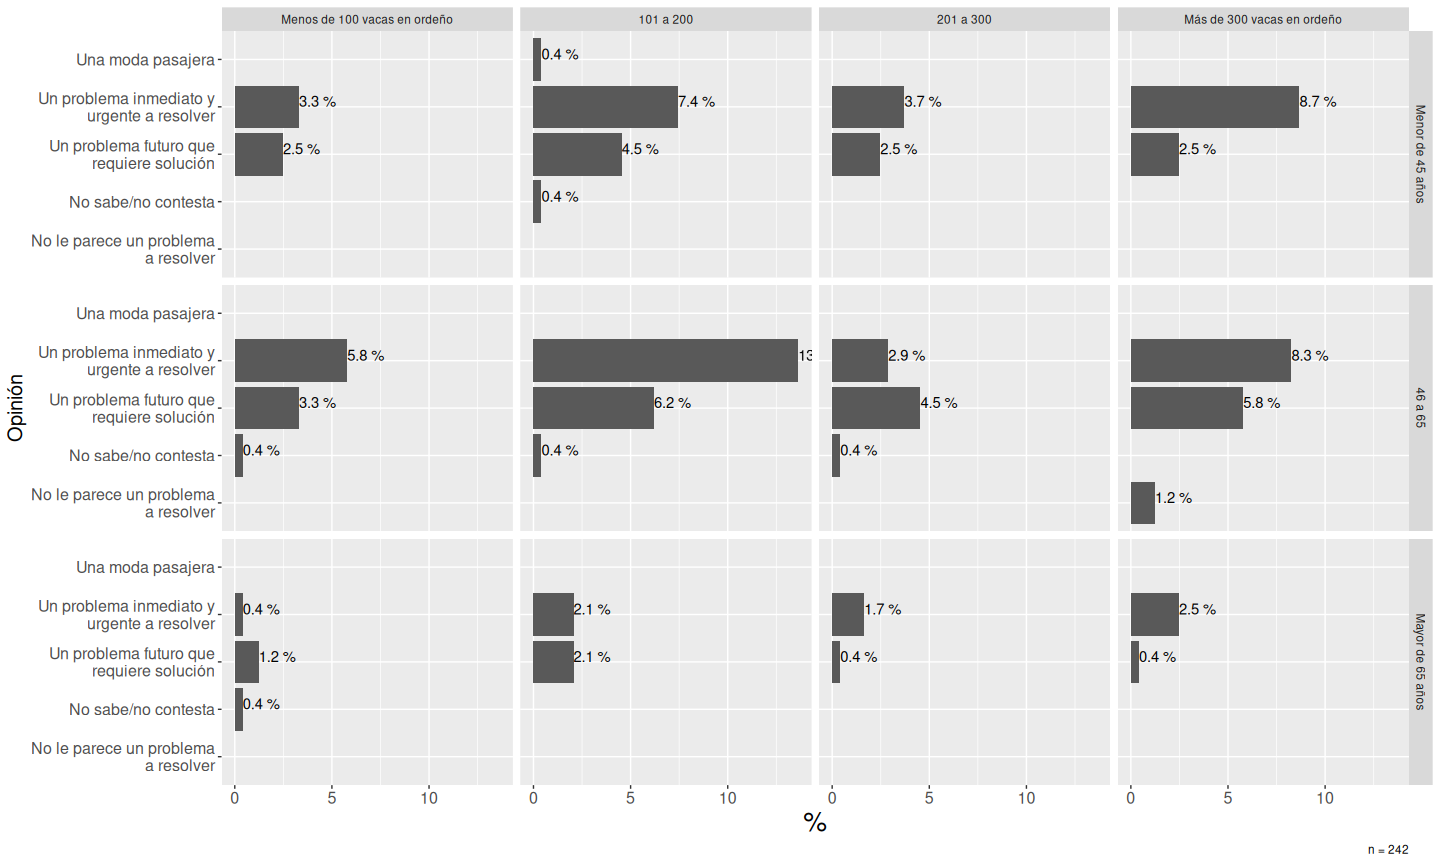 Menos de 100 vacas en ordeño
101 a 200
201 a 300
Más de 300 vacas en ordeño
Una moda pasajera
0.4 %
Un problema inmediato y
urgente a resolver
3.3 %
7.4 %
3.7 %
8.7 %
Un problema futuro que
requiere solución
2.5 %
4.5 %
2.5 %
2.5 %
No sabe/no contesta
0.4 %
No le parece un problema
a resolver
Menor de 45 años
Opinión
Una moda pasajera
Un problema inmediato y
urgente a resolver
5.8 %
13
2.9 %
8.3 %
Un problema futuro que
requiere solución
3.3 %
6.2 %
4.5 %
5.8 %
No sabe/no contesta
0.4 %
0.4 %
0.4 %
No le parece un problema
a resolver
1.2 %
46 a 65
Una moda pasajera
Un problema inmediato y
urgente a resolver
0.4 %
2.1 %
1.7 %
2.5 %
Un problema futuro que
requiere solución
1.2 %
2.1 %
0.4 %
0.4 %
No sabe/no contesta
0.4 %
No le parece un problema
a resolver
Mayor de 65 años
0 5 10
0 5 10
0 5 10
0 5 10
%
n = 242